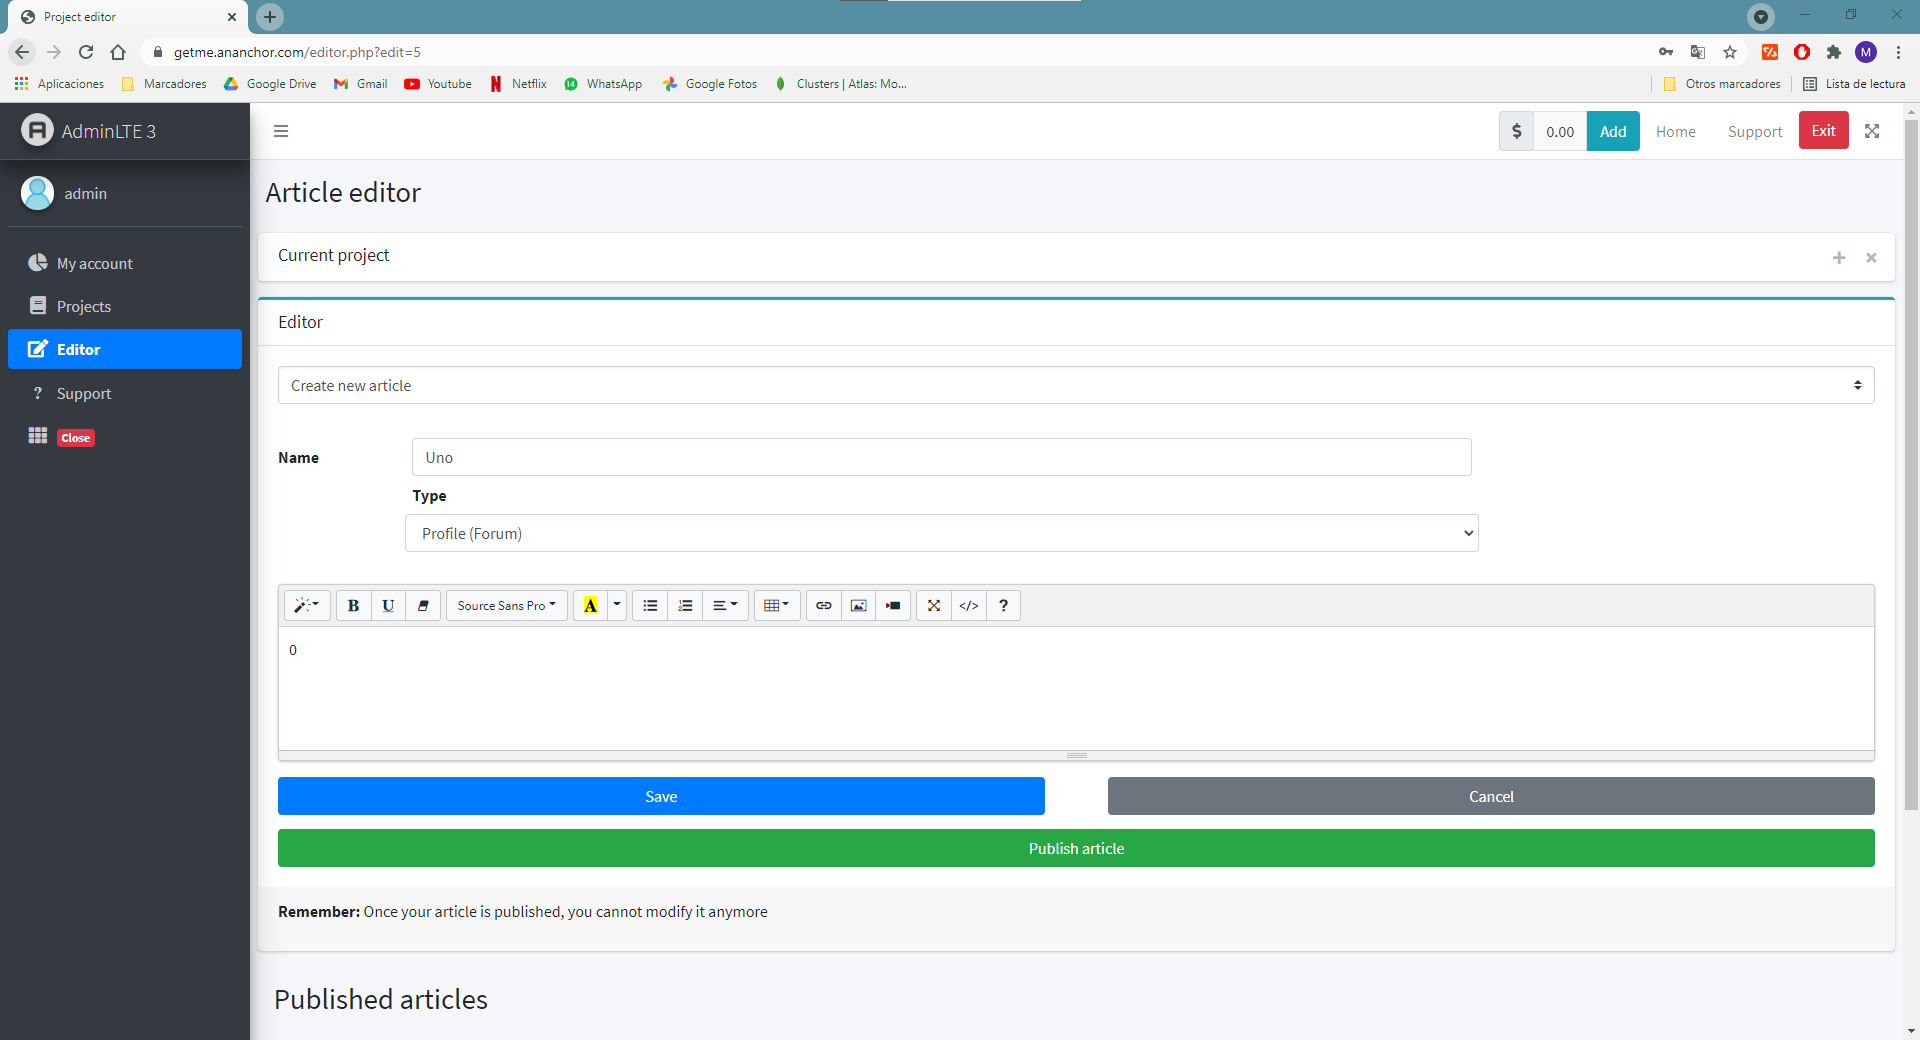 Project editor
getme.ananchor.com/editor.php?edit=5
M
Aplicaciones Marcadores Google Drive Gmail Youtube Netflix 14 WhatsApp Google Fotos Clusters | Atlas: Mo... Otros marcadores Lista de lectura
AdminLTE 3
$ 0.00 Add Home Support Exit
admin
My account
Projects
Editor
? Support
Close
Article editor
Current project
Editor
Create new article
Name Uno
Type
Profile (Forum)
B U Source Sans Pro A </> ?
0
Save Cancel
Publish article
Remember: Once your article is published, you cannot modify it anymore
Published articles